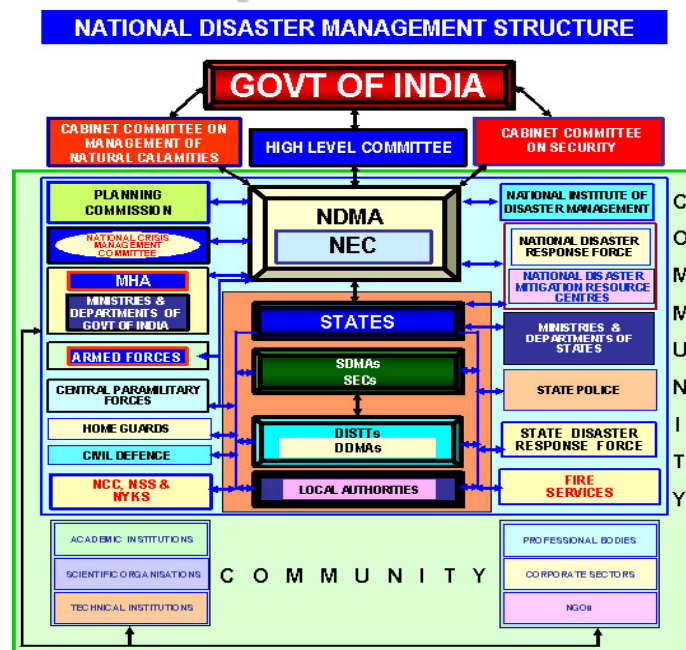 NATIONAL DISASTER MANAGEMENT STRUCTURE
GOVT OF INDIA
CABINET COMMITTEE ON
MANAGEMENT OF
NATURAL CALAMITIES
HIGH LEVEL COMMITTEE
CABINET COMMITTEE
ON SECURITY
PLANNING
COMMISSION
NDMA
NEC
NATIONAL INSTITUTE OF
DISASTER MANAGEMENT
NATIONAL CRISIS
MANAGEMENT
COMMITTEE
NATIONAL DISASTER
RESPONSE FORCE
NATIONAL DISASTER
MITIGATION RESOURCE
CENTRES
MHA
MINISTRIES &
DEPARTMENTS OF
GOVT OF INDIA
STATES
MINISTRIES &
DEPARTMENTS OF
STATES
ARMED FORCES
SDMAs
SECs
CENTRAL PARAMILITARY
FORCES
STATE POLICE
HOME GUARDS
DISTTs
DDMAs
STATE DISASTER
RESPONSE FORCE
CIVIL DEFENCE
NCC, NSS &
NYKS
LOCAL AUTHORITIES
FIRE
SERVICES
COMMUNITY
ACADEMIC INSTITUTIONS
SCIENTIFIC ORGANISATIONS
TECHNICAL INSTITUTIONS
COMMUNITY
PROFESSIONAL BODIES
CORPORATE SECTORS
NGOs